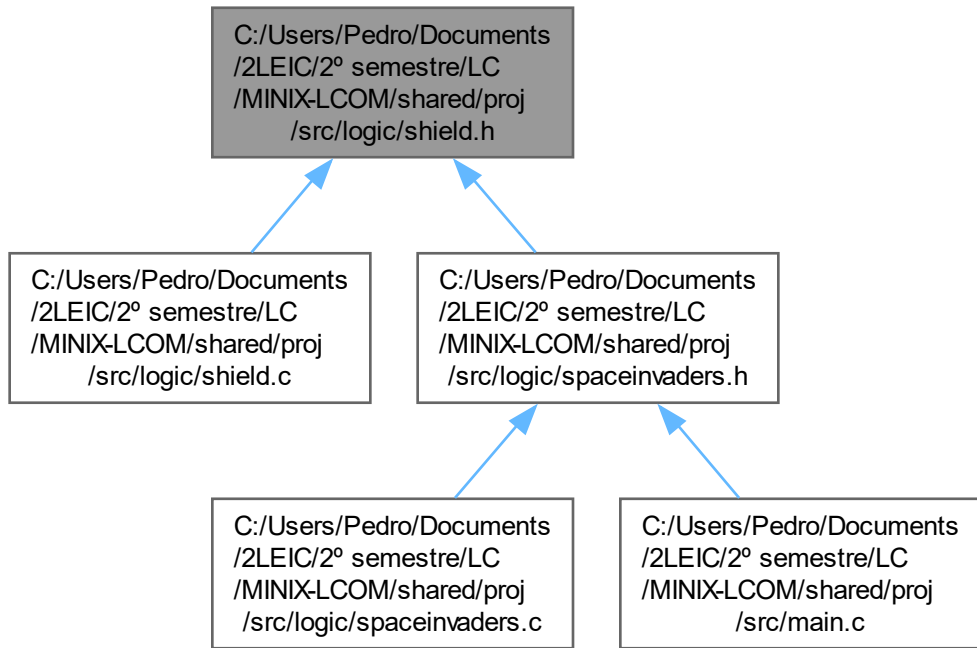 C:/Users/Pedro/Documents
/2LEIC/2º semestre/LC
/MINIX-LCOM/shared/proj
/src/logic/shield.h
C:/Users/Pedro/Documents
/2LEIC/2º semestre/LC
/MINIX-LCOM/shared/proj
/src/logic/shield.c
C:/Users/Pedro/Documents
/2LEIC/2º semestre/LC
/MINIX-LCOM/shared/proj
/src/logic/spaceinvaders.h
C:/Users/Pedro/Documents
/2LEIC/2º semestre/LC
/MINIX-LCOM/shared/proj
/src/logic/spaceinvaders.c
C:/Users/Pedro/Documents
/2LEIC/2º semestre/LC
/MINIX-LCOM/shared/proj
/src/main.c